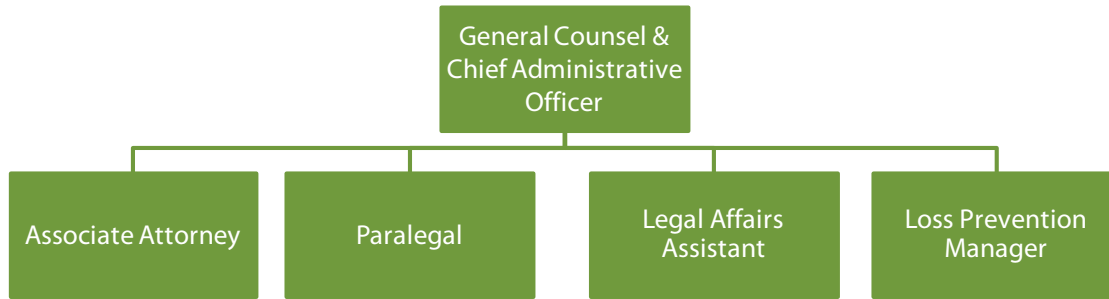 General Counsel &
Chief Administrative
Officer
Associate Attorney
Paralegal
Legal Affairs
Assistant
Loss Prevention
Manager